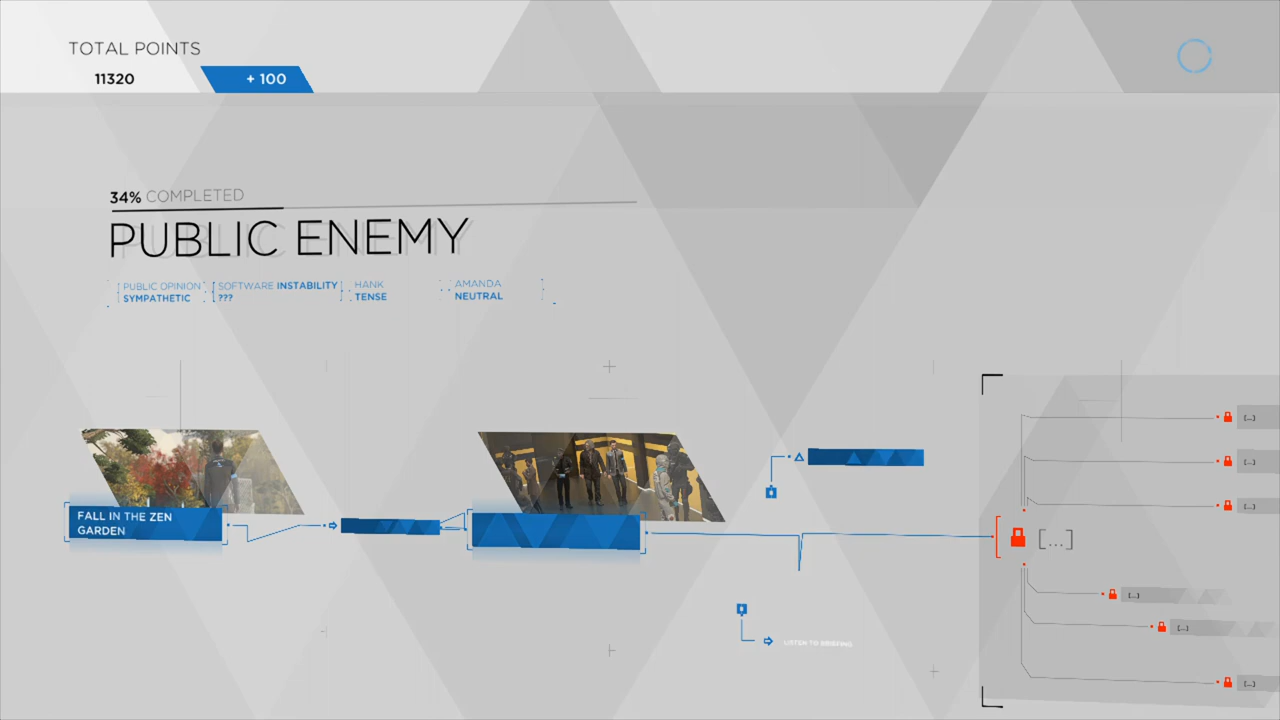 TOTAL POINTS
11320
+ 100
34% COMPLETED
PUBLIC ENEMY
PUBLIC OPINION
SYMPATHETIC
SOFTWARE INSTABILITY
???
HANK
TENSE
AMANDA
NEUTRAL
[...]
[...]
[...]
FALL IN THE ZEN
GARDEN
[...]
[...]
[...]
LISTEN TO BRIEFING
[...]